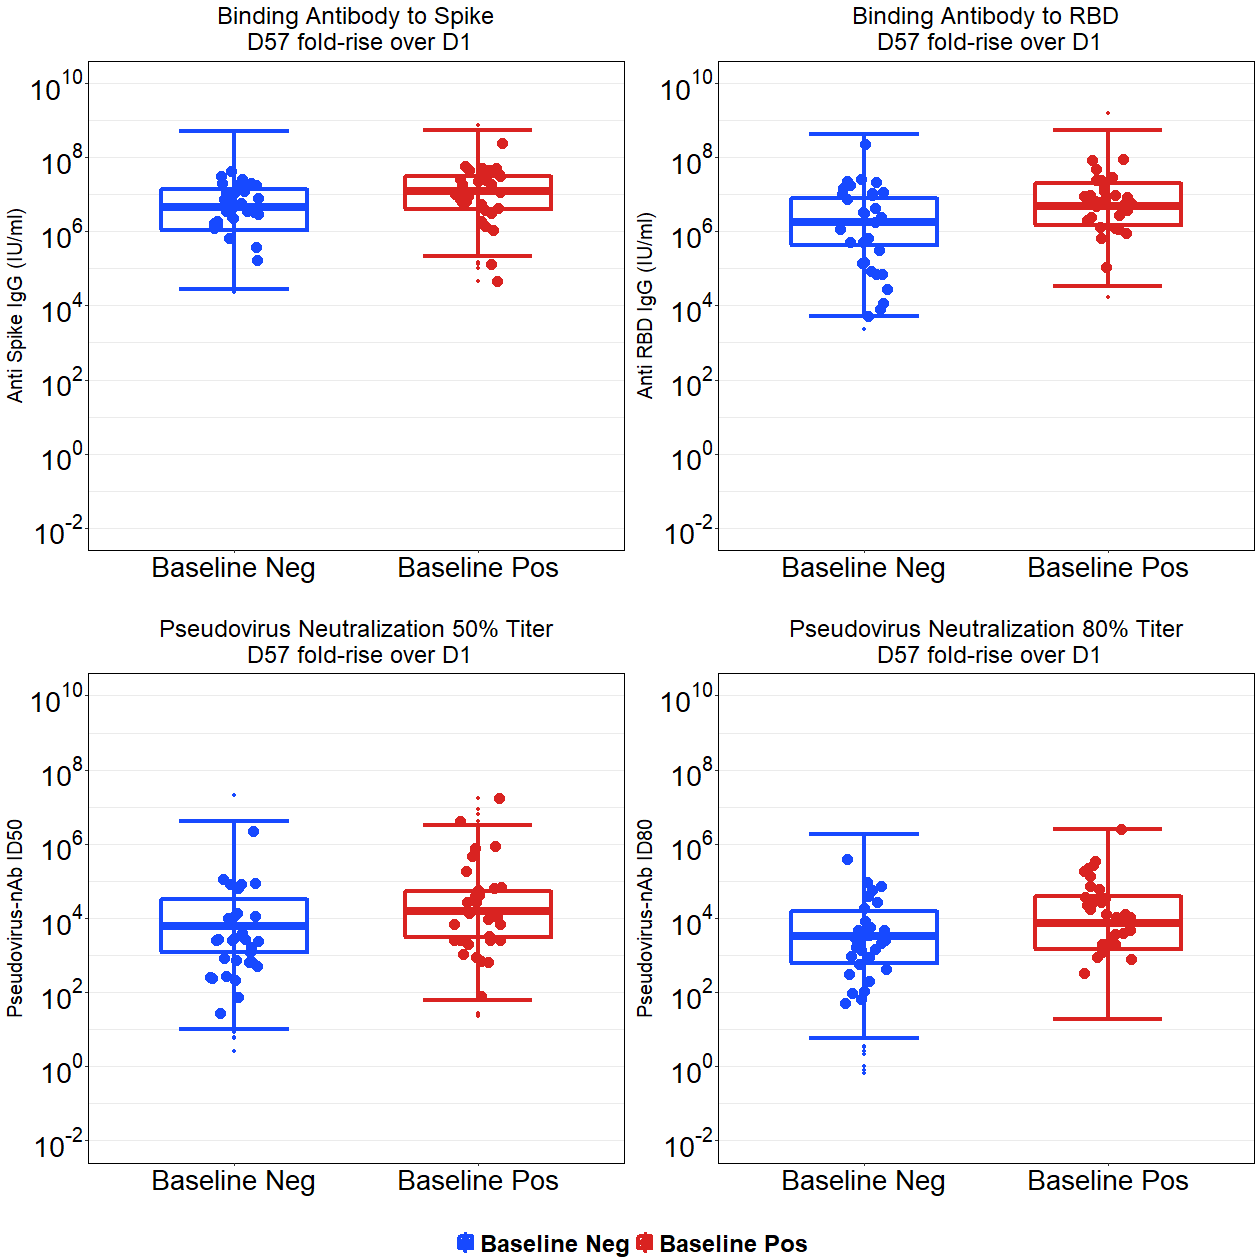 Binding Antibody to Spike
D57 fold-rise over D1
Anti Spike IgG (IU/ml)
10^10
10^8
10^6
10^4
10^2
10^0
10^-2
Baseline Neg Baseline Pos
Binding Antibody to RBD
D57 fold-rise over D1
Anti RBD IgG (IU/ml)
10^10
10^8
10^6
10^4
10^2
10^0
10^-2
Baseline Neg Baseline Pos
Pseudovirus Neutralization 50% Titer
D57 fold-rise over D1
Pseudovirus-nAb ID50
10^10
10^8
10^6
10^4
10^2
10^0
10^-2
Baseline Neg Baseline Pos
Pseudovirus Neutralization 80% Titer
D57 fold-rise over D1
Pseudovirus-nAb ID80
10^10
10^8
10^6
10^4
10^2
10^0
10^-2
Baseline Neg Baseline Pos
Baseline Neg Baseline Pos